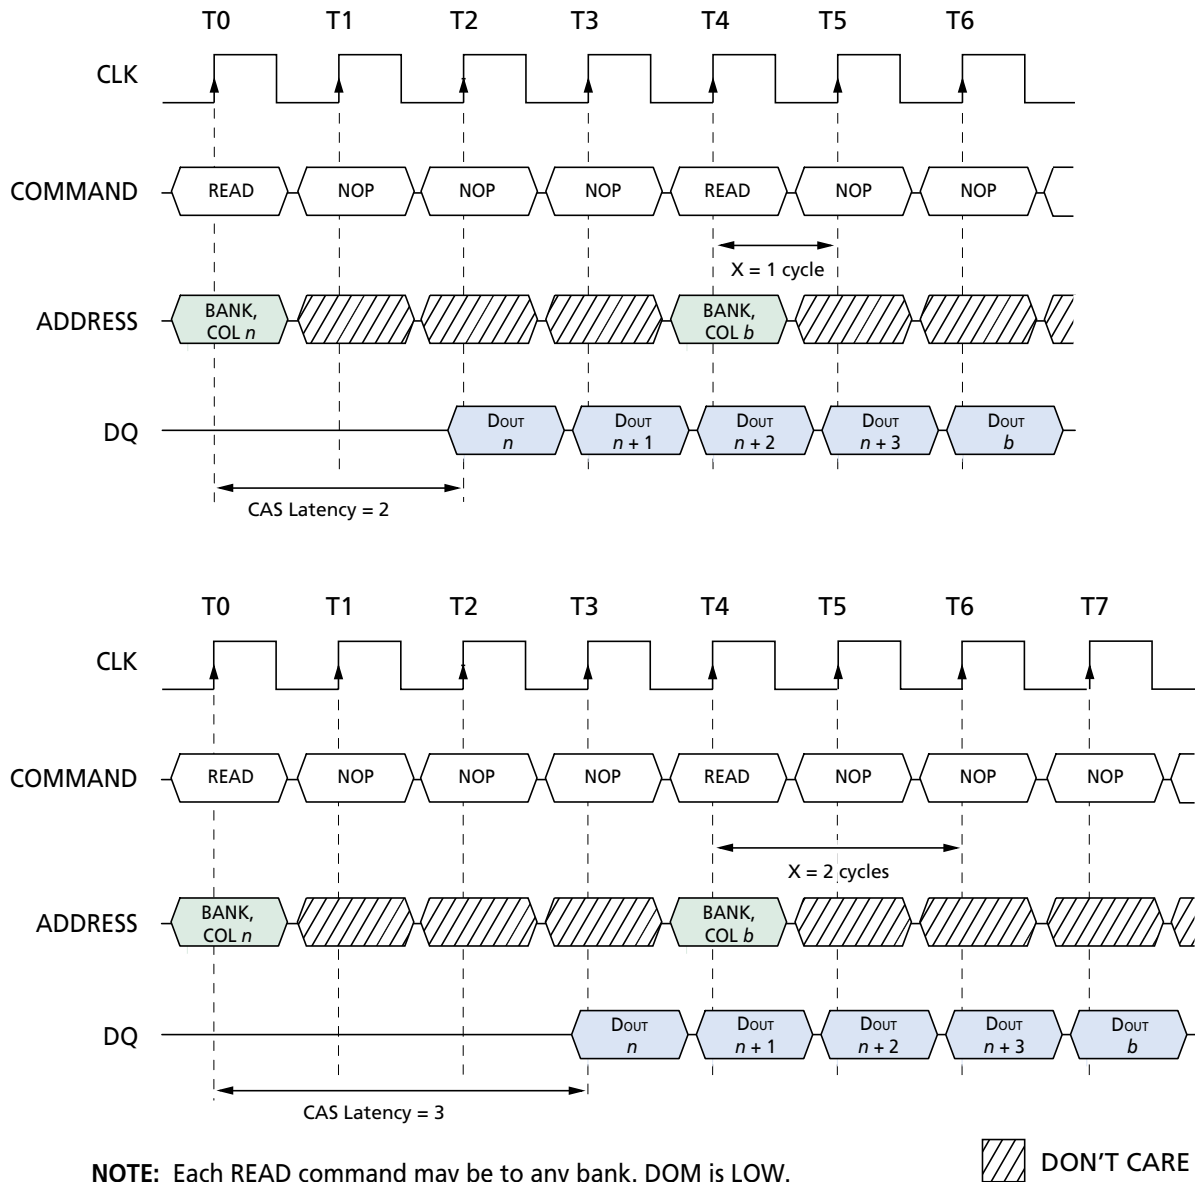 T0 T1 T2 T3 T4 T5 T6
CLK
COMMAND READ NOP NOP NOP READ NOP NOP
X = 1 cycle
ADDRESS BANK, COL n BANK, COL b
DQ DOUT n DOUT n + 1 DOUT n + 2 DOUT n + 3 DOUT b
CAS Latency = 2
T0 T1 T2 T3 T4 T5 T6 T7
CLK
COMMAND READ NOP NOP NOP READ NOP NOP NOP
X = 2 cycles
ADDRESS BANK, COL n BANK, COL b
DQ DOUT n DOUT n + 1 DOUT n + 2 DOUT n + 3 DOUT b
CAS Latency = 3
NOTE: Each READ command may be to any bank. DQM is LOW.
DON'T CARE